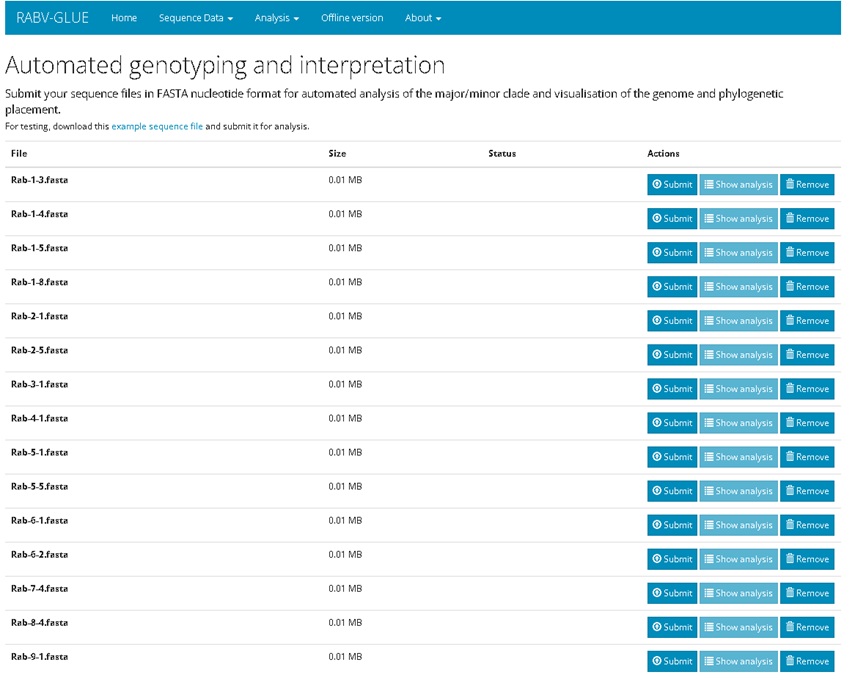 RABV-GLUE Home Sequence Data Analysis Offline version About
Automated genotyping and interpretation
Submit your sequence files in FASTA nucleotide format for automated analysis of the major/minor clade and visualisation of the genome and phylogenetic
placement.
For testing, download this example sequence file and submit it for analysis.
File Size Status Actions
Rab-1-3.fasta 0.01 MB Submit Show analysis Remove
Rab-1-4.fasta 0.01 MB Submit Show analysis Remove
Rab-1-5.fasta 0.01 MB Submit Show analysis Remove
Rab-1-8.fasta 0.01 MB Submit Show analysis Remove
Rab-2-1.fasta 0.01 MB Submit Show analysis Remove
Rab-2-5.fasta 0.01 MB Submit Show analysis Remove
Rab-3-1.fasta 0.01 MB Submit Show analysis Remove
Rab-4-1.fasta 0.01 MB Submit Show analysis Remove
Rab-5-1.fasta 0.01 MB Submit Show analysis Remove
Rab-5-5.fasta 0.01 MB Submit Show analysis Remove
Rab-6-1.fasta 0.01 MB Submit Show analysis Remove
Rab-6-2.fasta 0.01 MB Submit Show analysis Remove
Rab-7-4.fasta 0.01 MB Submit Show analysis Remove
Rab-8-4.fasta 0.01 MB Submit Show analysis Remove
Rab-9-1.fasta 0.01 MB Submit Show analysis Remove